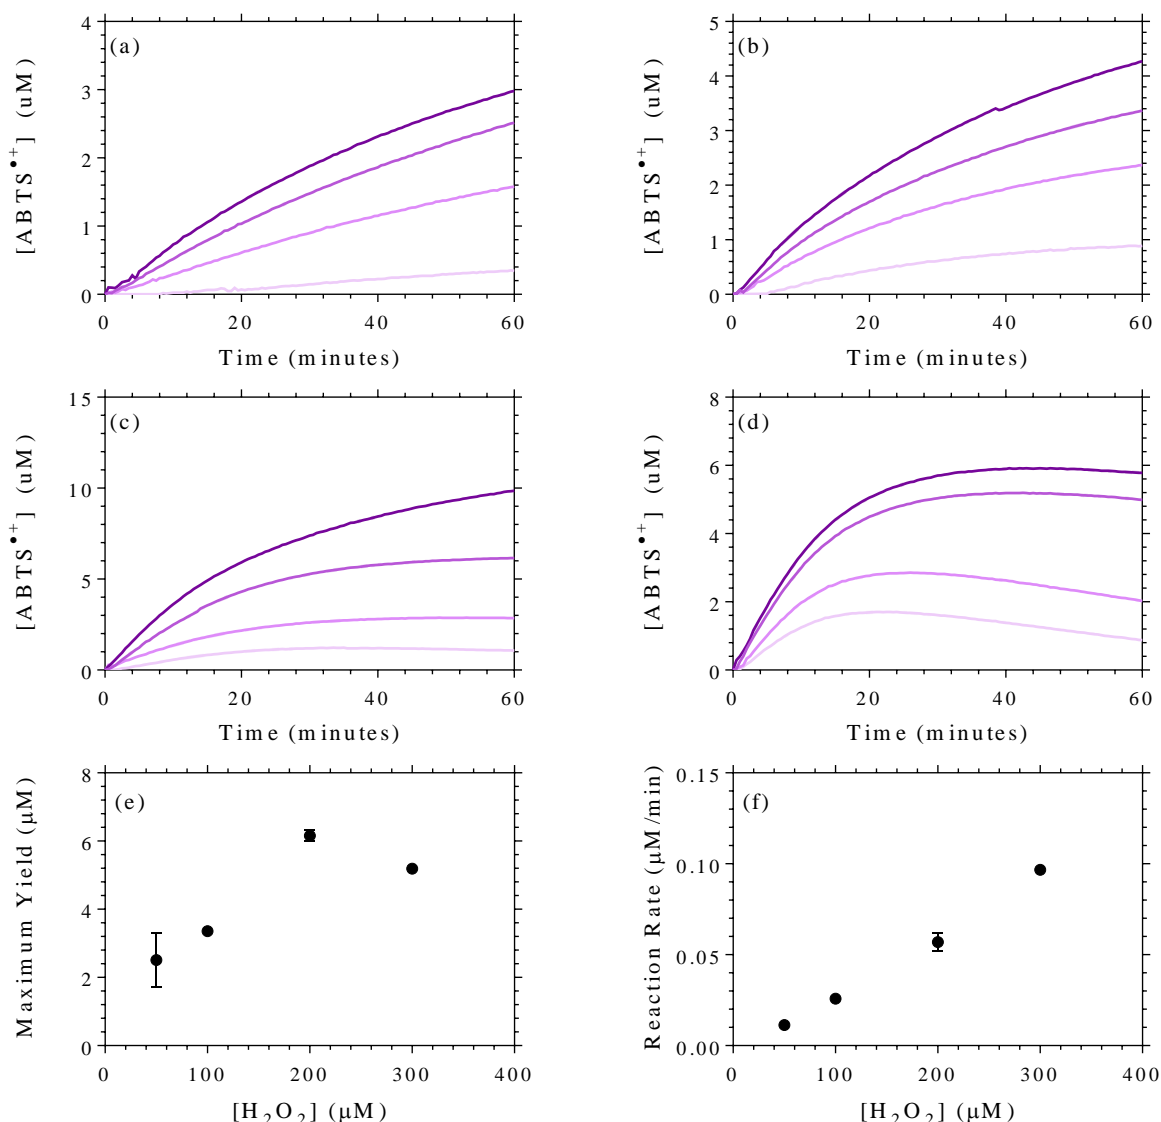 (a)
[ABTS•+] (uM)
4
3
2
1
0
0 20 40 60
Time (minutes)
(b)
[ABTS•+] (uM)
5
4
3
2
1
0
0 20 40 60
Time (minutes)
(c)
[ABTS•+] (uM)
15
10
5
0
0 20 40 60
Time (minutes)
(d)
[ABTS•+] (uM)
8
6
4
2
0
0 20 40 60
Time (minutes)
(e)
Maximum Yield (μM)
8
6
4
2
0
0 100 200 300 400
[H₂O₂] (μM)
(f)
Reaction Rate (μM/min)
0.15
0.10
0.05
0.00
0 100 200 300 400
[H₂O₂] (μM)